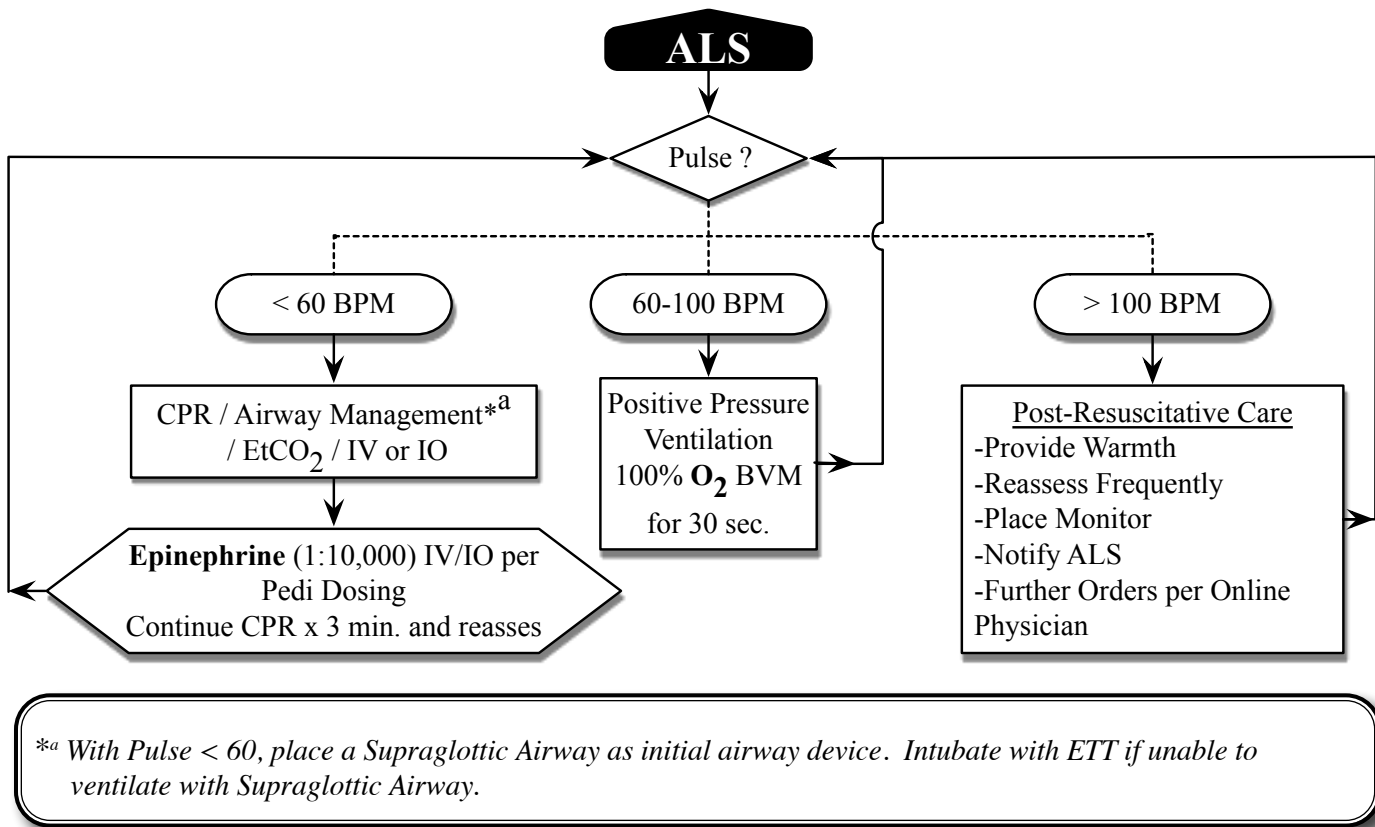 ALS
Pulse ?
< 60 BPM
60-100 BPM
> 100 BPM
CPR / Airway Management*a
/ EtCO2 / IV or IO
Epinephrine (1:10,000) IV/IO per
Pedi Dosing
Continue CPR x 3 min. and reasses
Positive Pressure
Ventilation
100% O2 BVM
for 30 sec.
Post-Resuscitative Care
-Provide Warmth
-Reassess Frequently
-Place Monitor
-Notify ALS
-Further Orders per Online
Physician
*a With Pulse < 60, place a Supraglottic Airway as initial airway device. Intubate with ETT if unable to
ventilate with Supraglottic Airway.